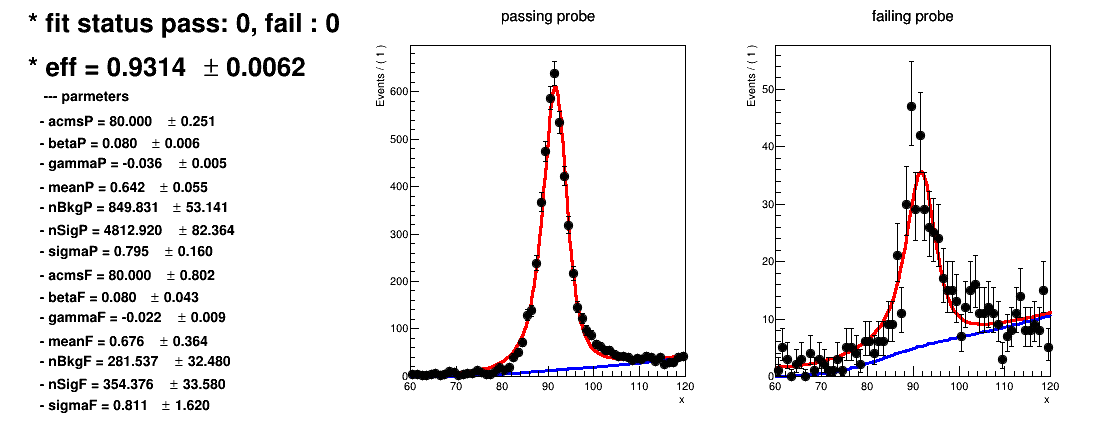 * fit status pass: 0, fail : 0
* eff = 0.9314 ± 0.0062
--- parmeters
- acmsP = 80.000 ± 0.251
- betaP = 0.080 ± 0.006
- gammaP = -0.036 ± 0.005
- meanP = 0.642 ± 0.055
- nBkgP = 849.831 ± 53.141
- nSigP = 4812.920 ± 82.364
- sigmaP = 0.795 ± 0.160
- acmsF = 80.000 ± 0.802
- betaF = 0.080 ± 0.043
- gammaF = -0.022 ± 0.009
- meanF = 0.676 ± 0.364
- nBkgF = 281.537 ± 32.480
- nSigF = 354.376 ± 33.580
- sigmaF = 0.811 ± 1.620
passing probe
Events / ( 1 )
600
500
400
300
200
100
0
60 70 80 90 100 110 120
x
failing probe
Events / ( 1 )
50
40
30
20
10
0
60 70 80 90 100 110 120
x